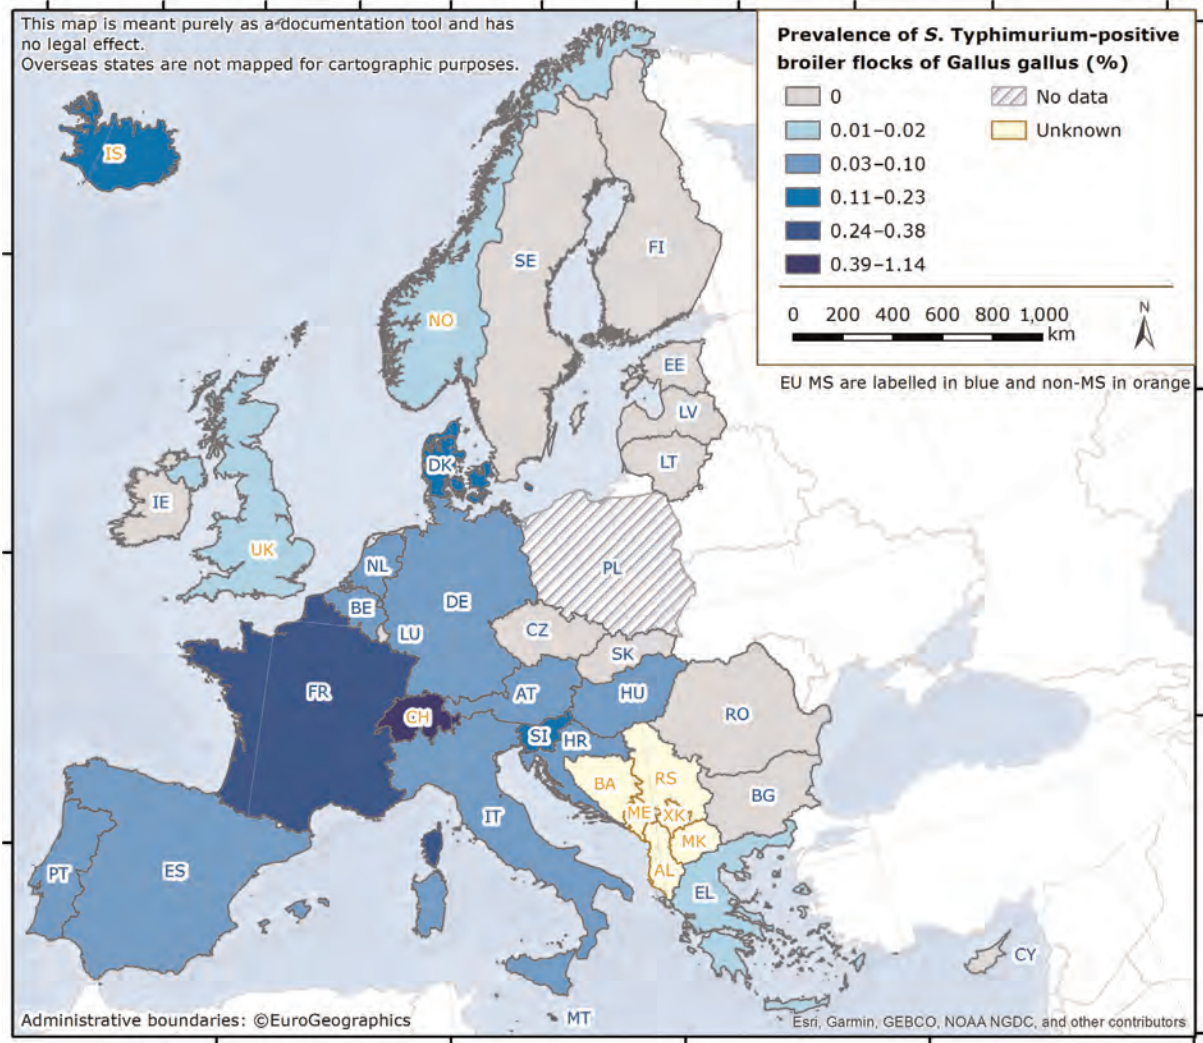 This map is meant purely as a documentation tool and has
no legal effect.
Overseas states are not mapped for cartographic purposes.
Prevalence of S. Typhimurium-positive
broiler flocks of Gallus gallus (%)
0
No data
0.01–0.02
Unknown
0.03–0.10
0.11–0.23
0.24–0.38
0.39–1.14
0 200 400 600 800 1,000
km
N
EU MS are labelled in blue and non-MS in orange
IS
SE
FI
NO
EE
LV
DK
LT
IE
UK
NL
PL
DE
BE
LU
CZ
SK
FR
AT
HU
CH
RO
SI
HR
BA
RS
BG
ME
XK
IT
MK
PT
ES
AL
EL
CY
MT
Administrative boundaries: ©EuroGeographics
Esri, Garmin, GEBCO, NOAA NGDC, and other contributors